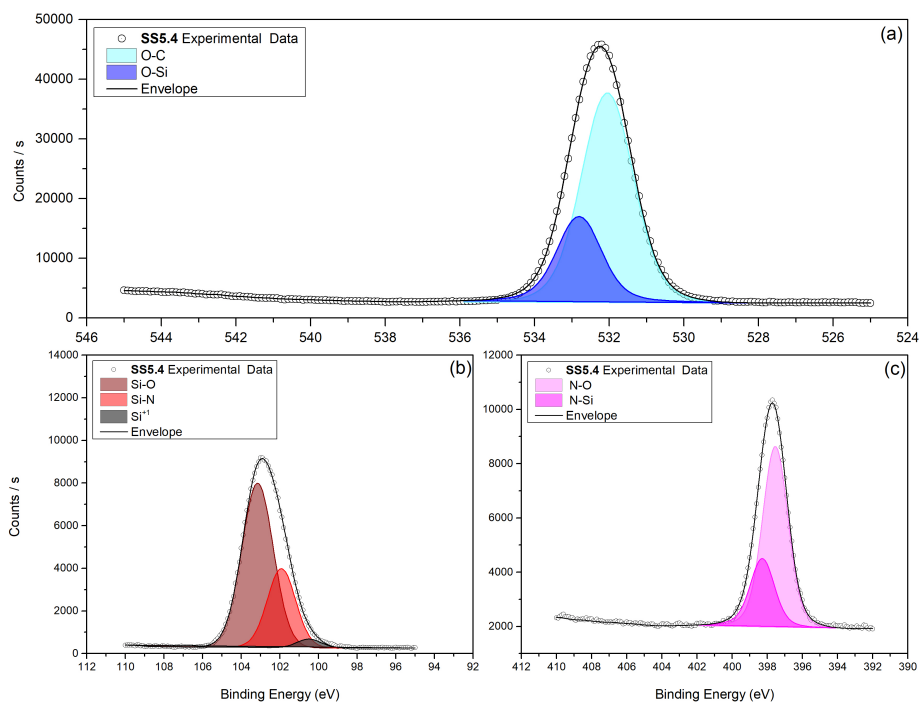 (a)
SS5.4 Experimental Data
O-C
O-Si
Envelope
50000
40000
30000
20000
10000
0
Counts / s
546 544 542 540 538 536 534 532 530 528 526 524
(b)
SS5.4 Experimental Data
Si-O
Si-N
Si+1
Envelope
14000
12000
10000
8000
6000
4000
2000
0
Counts / s
112 110 108 106 104 102 100 98 96 94 92
Binding Energy (eV)
(c)
SS5.4 Experimental Data
N-O
N-Si
Envelope
12000
10000
8000
6000
4000
2000
412 410 408 406 404 402 400 398 396 394 392 390
Binding Energy (eV)